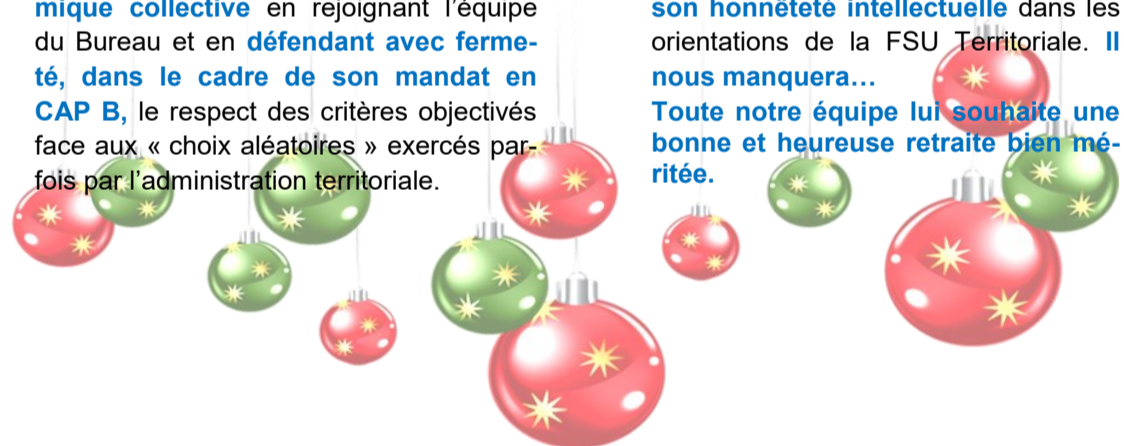 mique collective en rejoignant l'équipe
du Bureau et en défendant avec ferme-
té, dans le cadre de son mandat en
CAP B, le respect des critères objectivés
face aux « choix aléatoires » exercés par-
fois par l'administration territoriale.
son honnêteté intellectuelle dans les
orientations de la FSU Territoriale. Il
nous manquera…
Toute notre équipe lui souhaite une
bonne et heureuse retraite bien mé-
ritée.